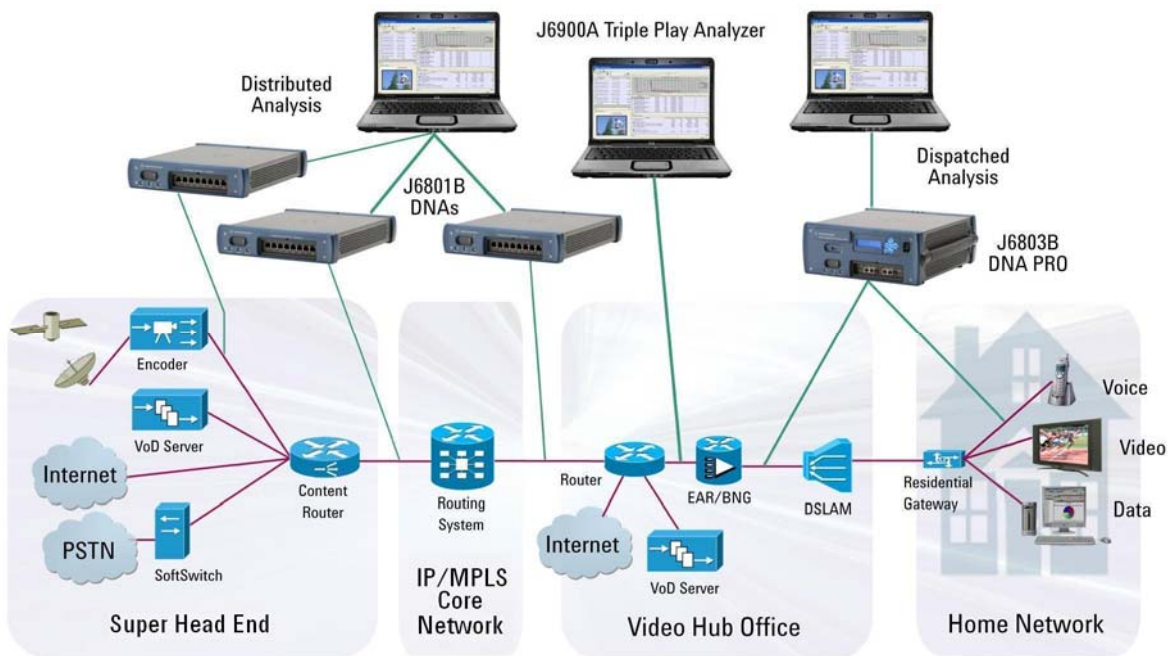 J6900A Triple Play Analyzer
Distributed
Analysis
J6801B
DNAs
Dispatched
Analysis
J6803B
DNA PRO
Encoder
VoD Server
Internet
PSTN
SoftSwitch
Content
Router
Super Head End
Routing
System
IP/MPLS
Core
Network
Router
EAR/BNG
DSLAM
Internet
VoD Server
Video Hub Office
Residential
Gateway
Voice
Video
Data
Home Network